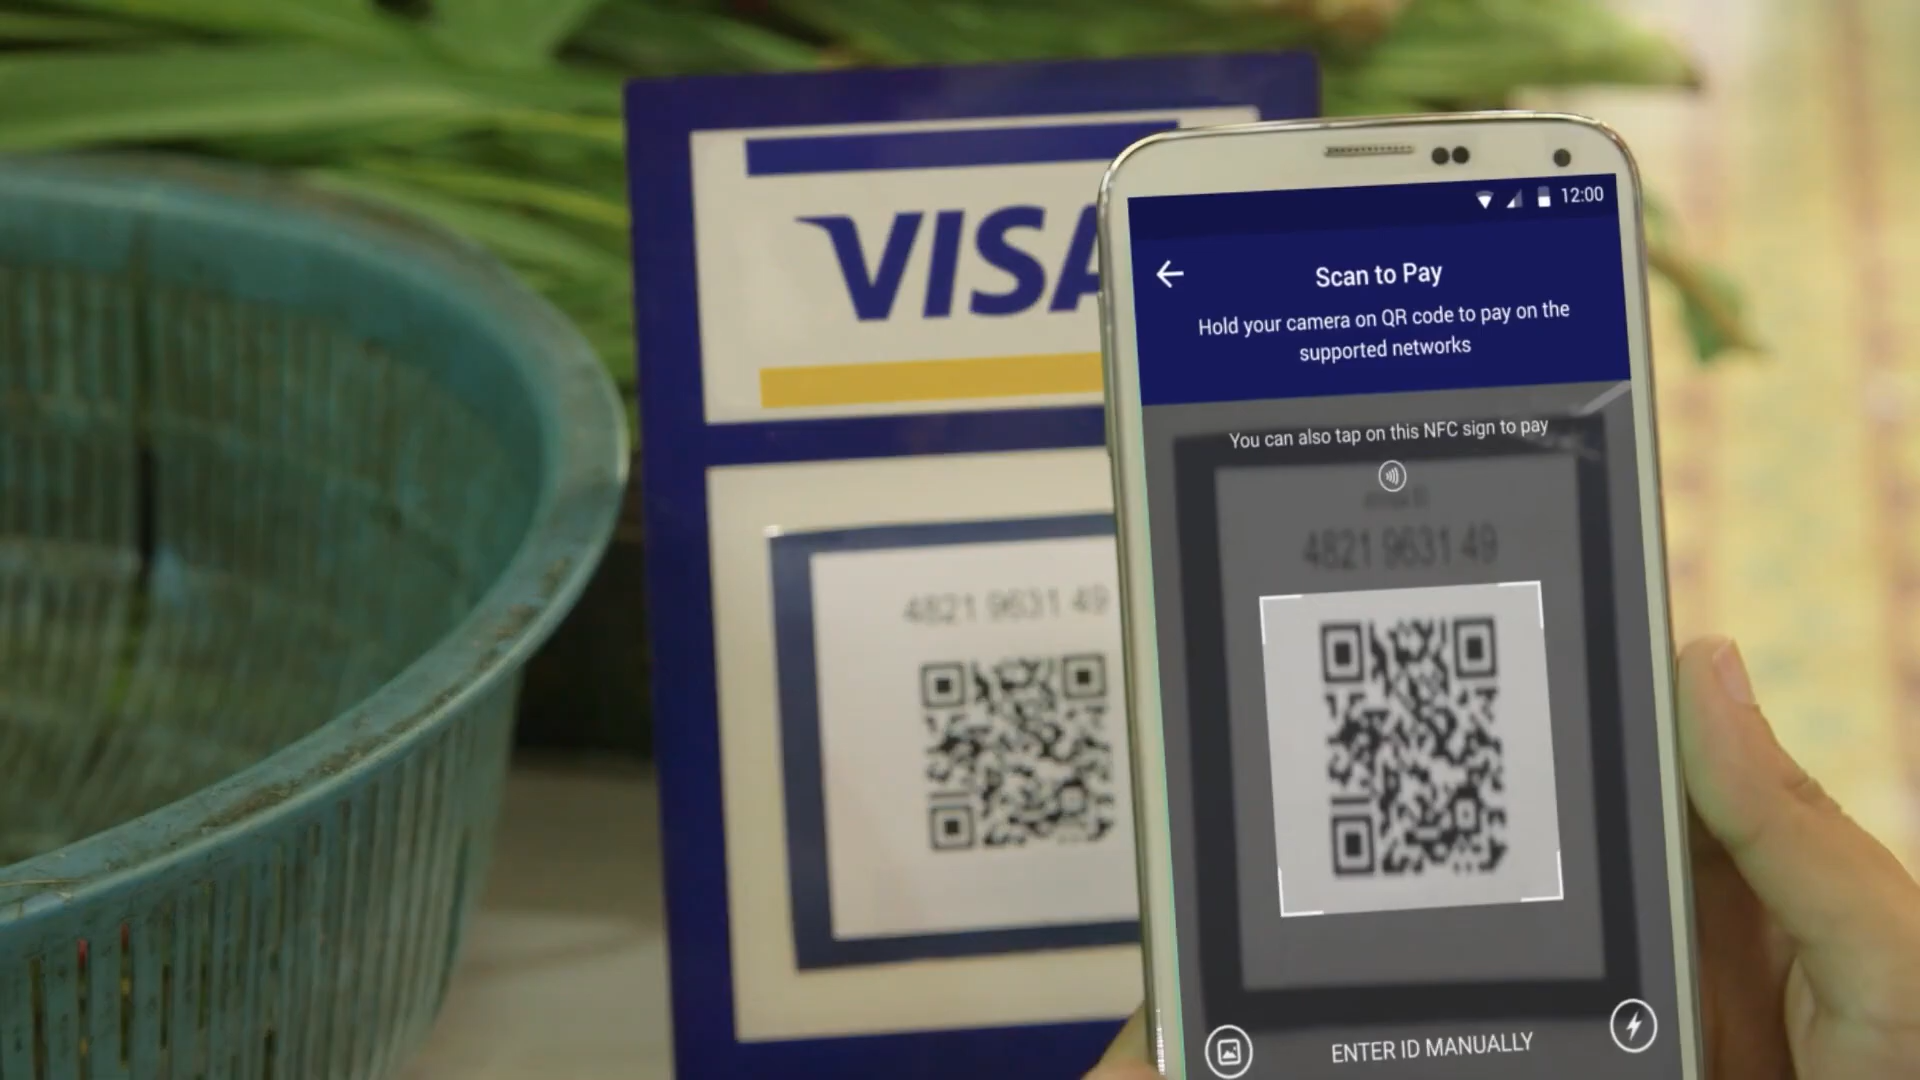 VISA
4821 9631 49
12:00
Scan to Pay
Hold your camera on QR code to pay on the
supported networks
You can also tap on this NFC sign to pay
4821 9631 49
ENTER ID MANUALLY